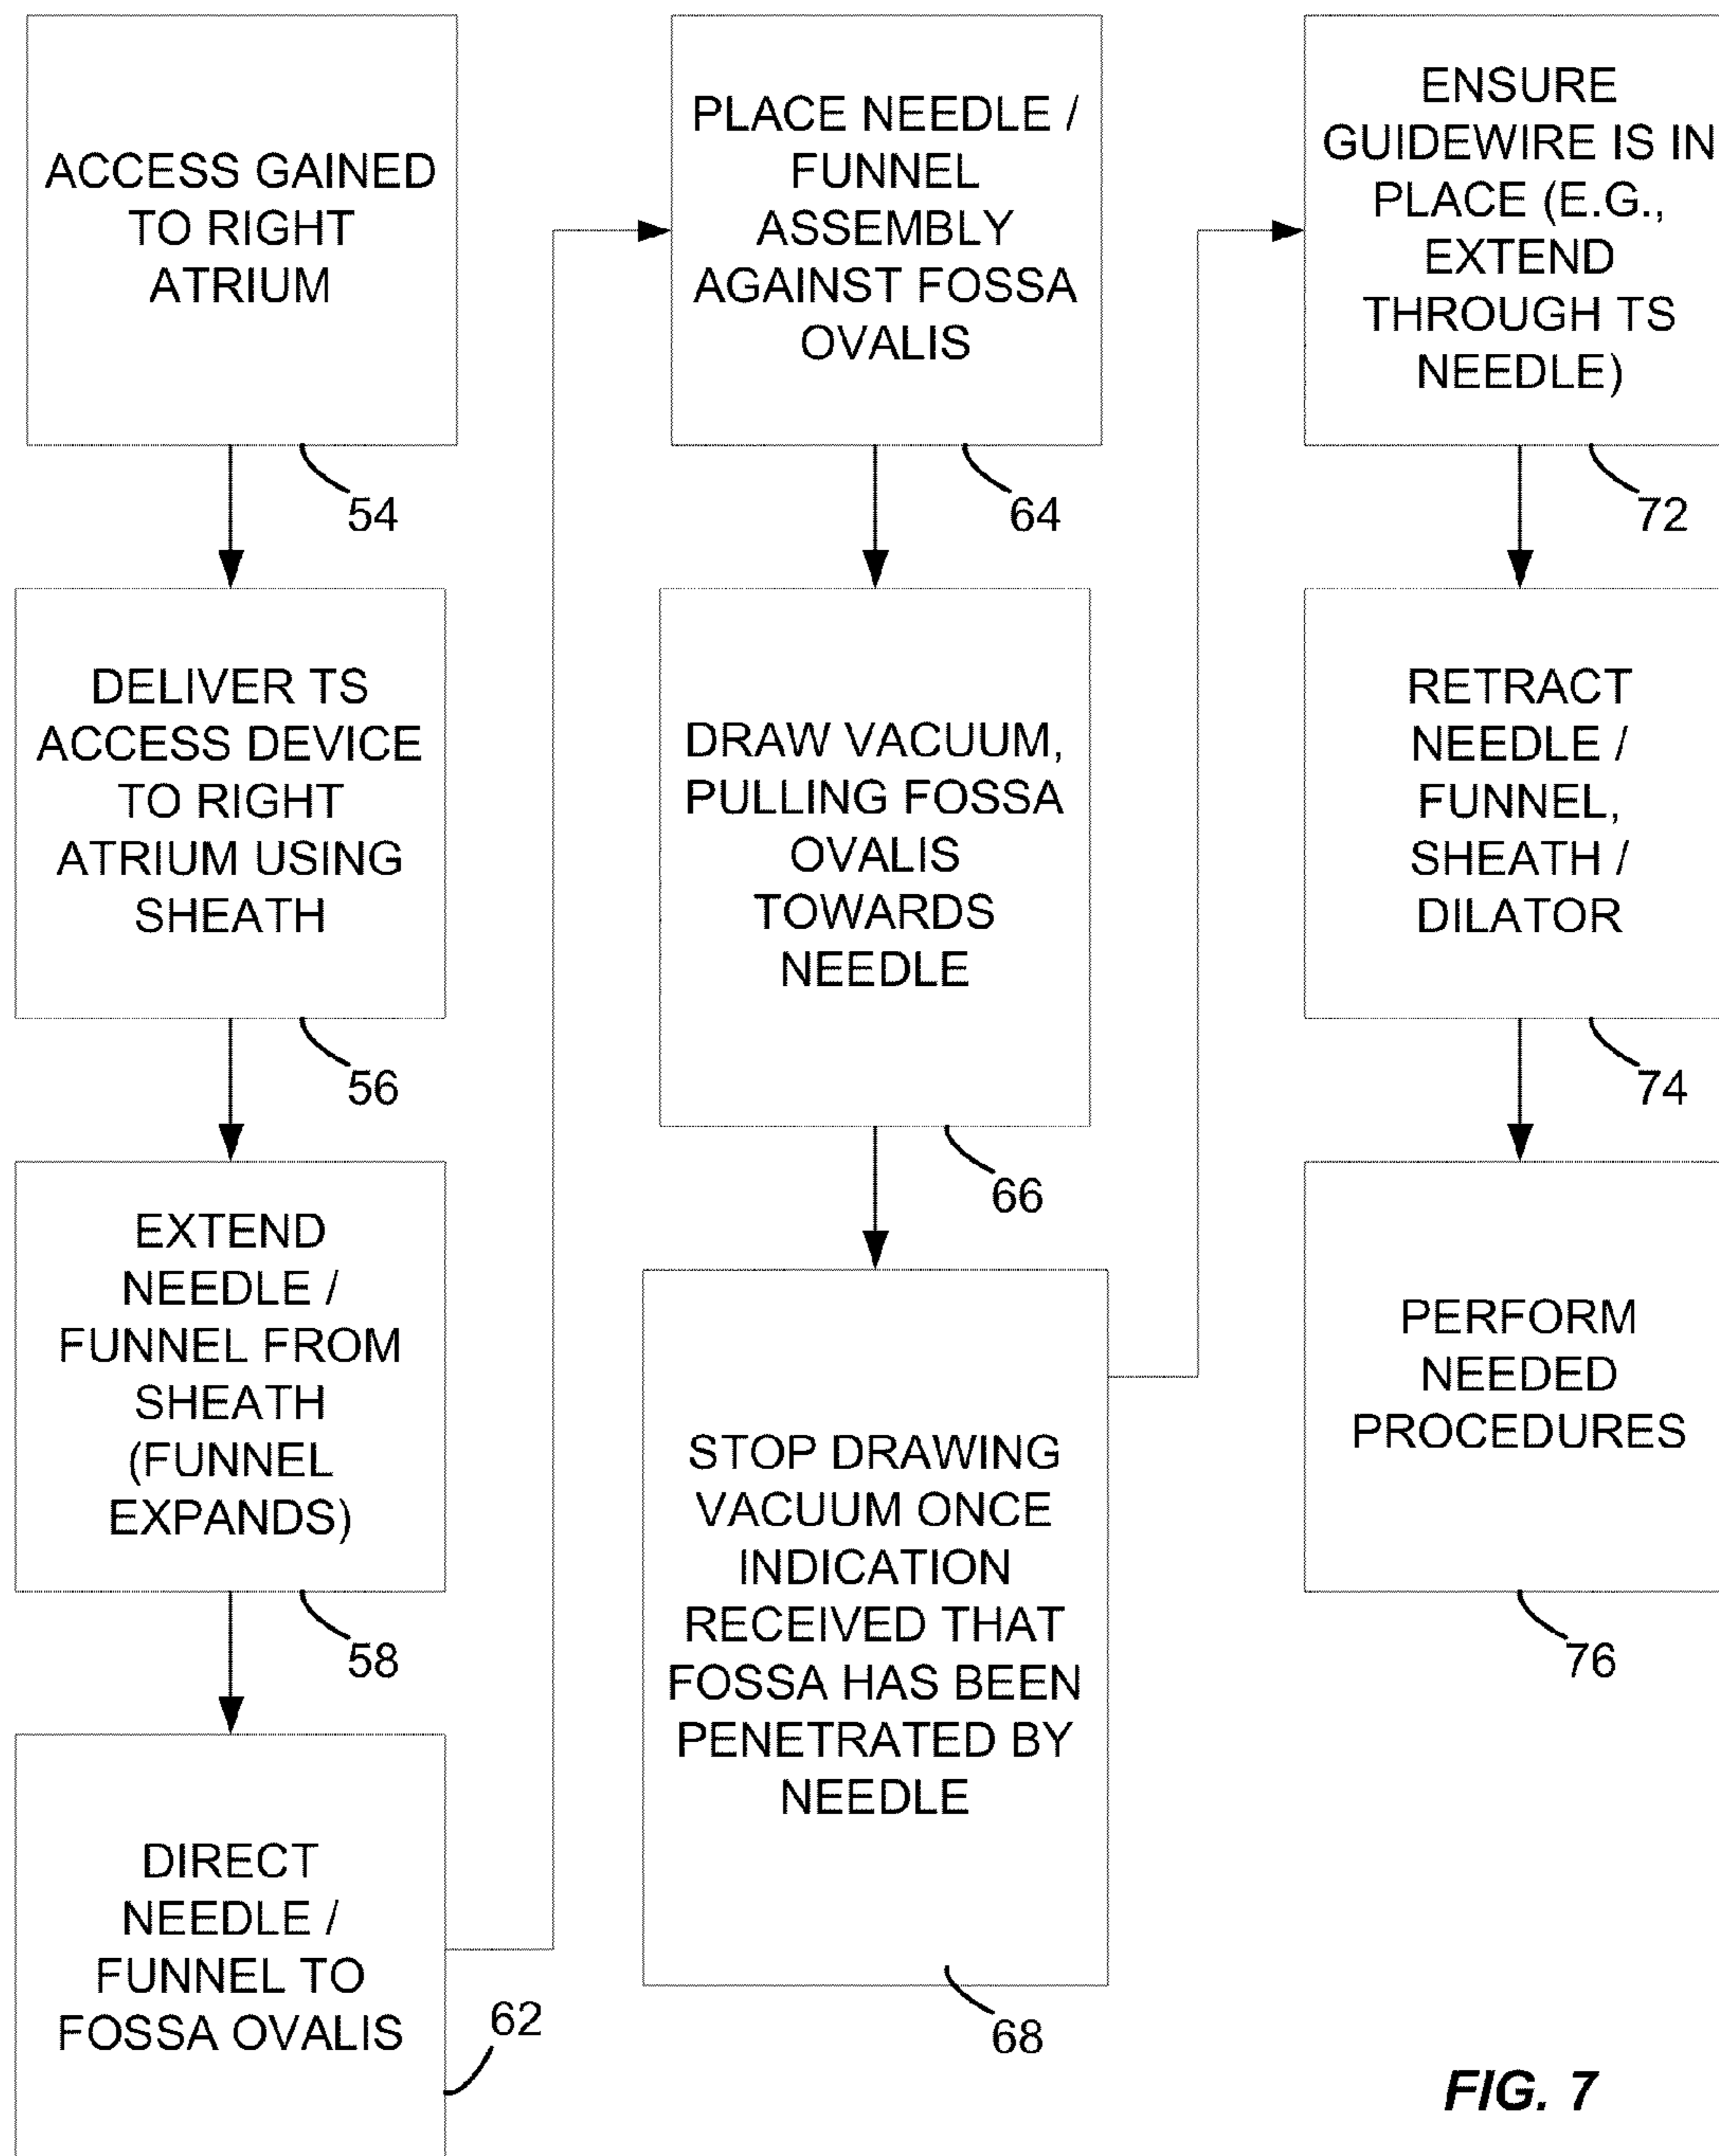 ACCESS GAINED
TO RIGHT
ATRIUM
54
DELIVER TS
ACCESS DEVICE
TO RIGHT
ATRIUM USING
SHEATH
56
EXTEND
NEEDLE /
FUNNEL FROM
SHEATH
(FUNNEL
EXPANDS)
58
DIRECT
NEEDLE /
FUNNEL TO
FOSSA OVALIS
62
PLACE NEEDLE /
FUNNEL
ASSEMBLY
AGAINST FOSSA
OVALIS
64
DRAW VACUUM,
PULLING FOSSA
OVALIS
TOWARDS
NEEDLE
66
STOP DRAWING
VACUUM ONCE
INDICATION
RECEIVED THAT
FOSSA HAS BEEN
PENETRATED BY
NEEDLE
68
ENSURE
GUIDEWIRE IS IN
PLACE (E.G.,
EXTEND
THROUGH TS
NEEDLE)
72
RETRACT
NEEDLE /
FUNNEL,
SHEATH /
DILATOR
74
PERFORM
NEEDED
PROCEDURES
76
FIG. 7